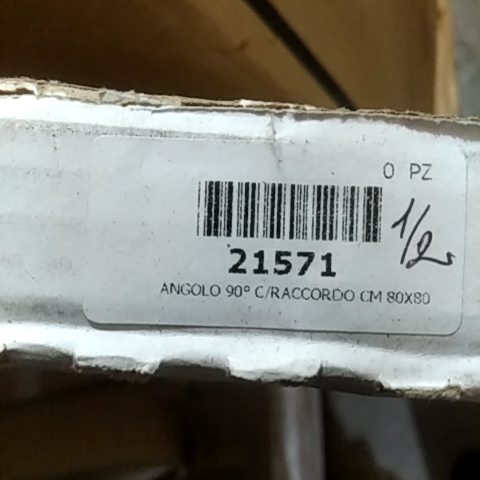 0 PZ
1/2
21571
ANGOLO 90° C/RACCORDO CM 80X80